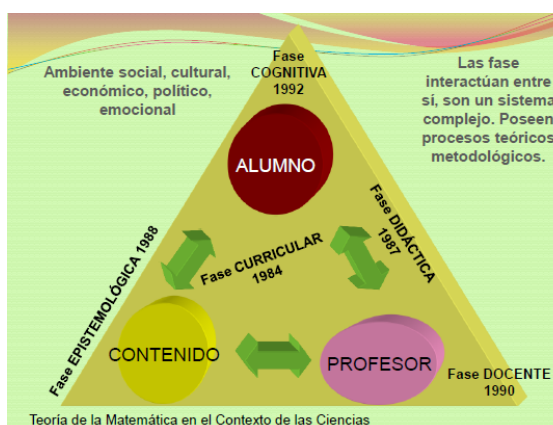 Ambiente social, cultural,
económico, político,
emocional
Fase
COGNITIVA
1992
Las fase
interactúan entre
sí, son un sistema
complejo. Poseen
procesos teóricos
metodológicos.
ALUMNO
Fase EPISTEMOLÓGICA 1988
Fase CURRICULAR
1984
Fase DIDÁCTICA
1987
CONTENIDO
PROFESOR
Fase DOCENTE
1990
Teoría de la Matemática en el Contexto de las Ciencias